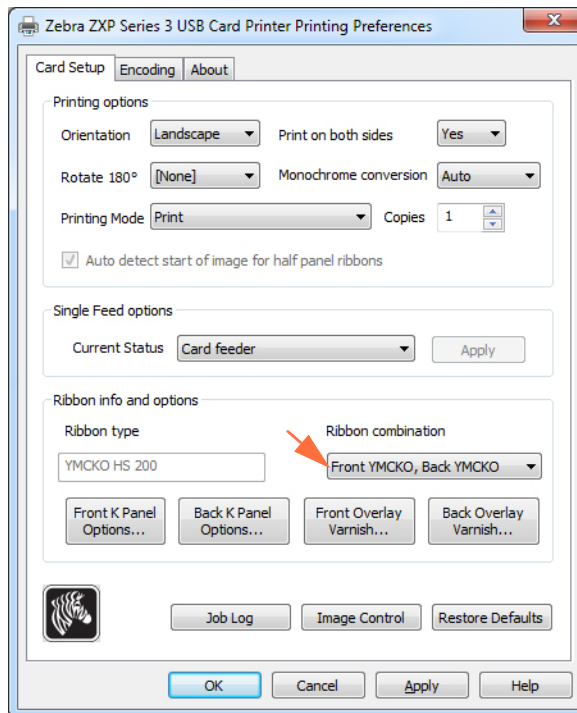 Zebra ZXP Series 3 USB Card Printer Printing Preferences
Card Setup Encoding About
Printing options
Orientation Landscape Print on both sides Yes
Rotate 180° [None] Monochrome conversion Auto
Printing Mode Print Copies 1
Auto detect start of image for half panel ribbons
Single Feed options
Current Status Card feeder Apply
Ribbon info and options
Ribbon type Ribbon combination
YMCKO HS 200 Front YMCKO, Back YMCKO
Front K Panel Back K Panel Front Overlay Back Overlay
Options... Options... Varnish... Varnish...
Job Log Image Control Restore Defaults
OK Cancel Apply Help